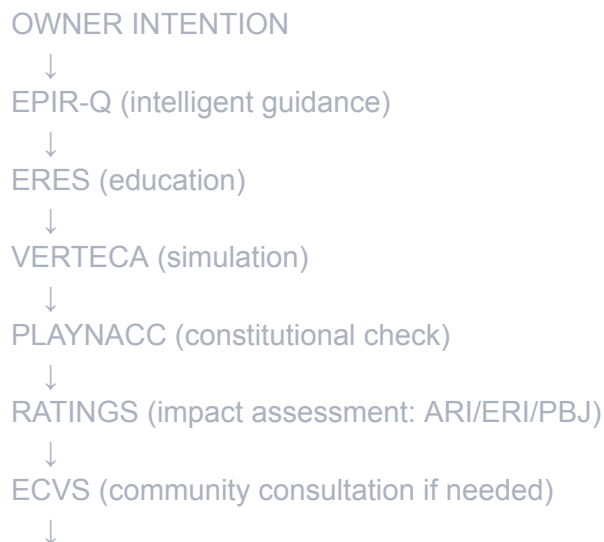 OWNER INTENTION
↓
EPIR-Q (intelligent guidance)
↓
ERES (education)
↓
VERTECA (simulation)
↓
PLAYNACC (constitutional check)
↓
RATINGS (impact assessment: ARI/ERI/PBJ)
↓
ECVS (community consultation if needed)
↓